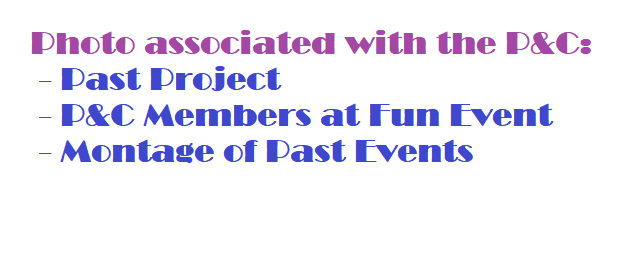 Photo associated with the P&C:
- Past Project
- P&C Members at Fun Event
- Montage of Past Events